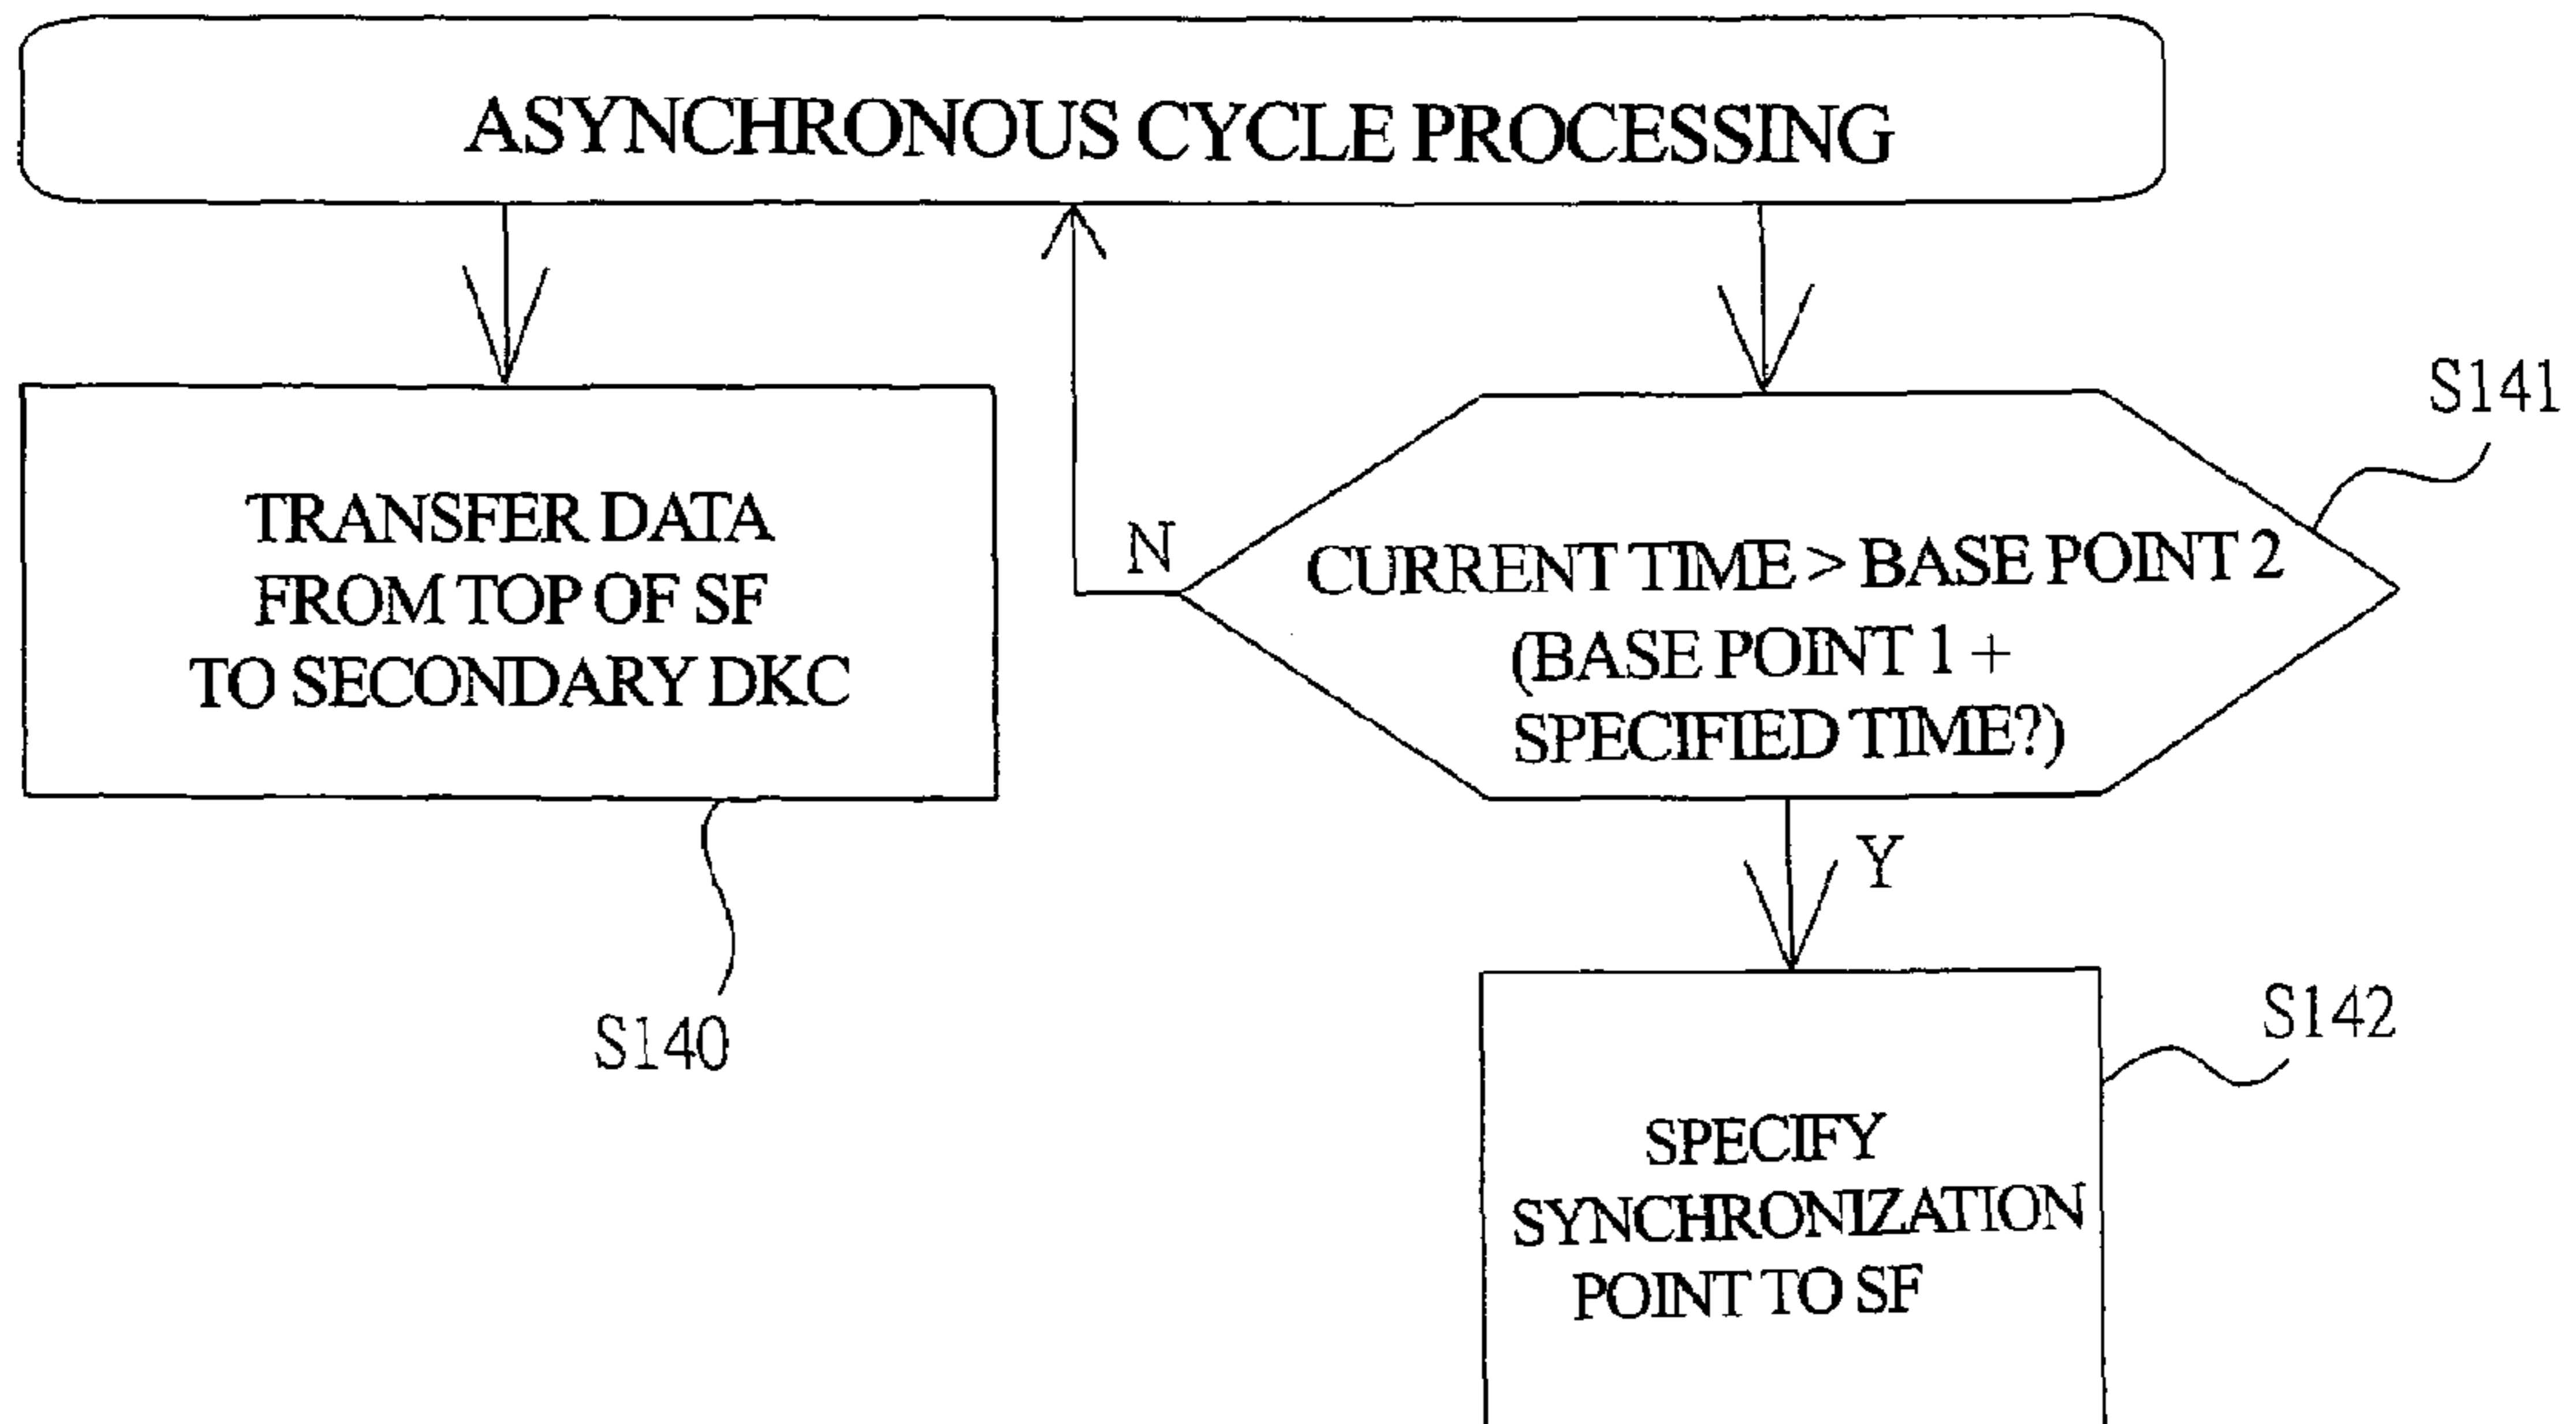 ASYNCHRONOUS CYCLE PROCESSING
TRANSFER DATA
FROM TOP OF SF
TO SECONDARY DKC
S140
N
CURRENT TIME > BASE POINT 2
(BASE POINT 1 +
SPECIFIED TIME?)
S141
Y
SPECIFY
SYNCHRONIZATION
POINT TO SF
S142